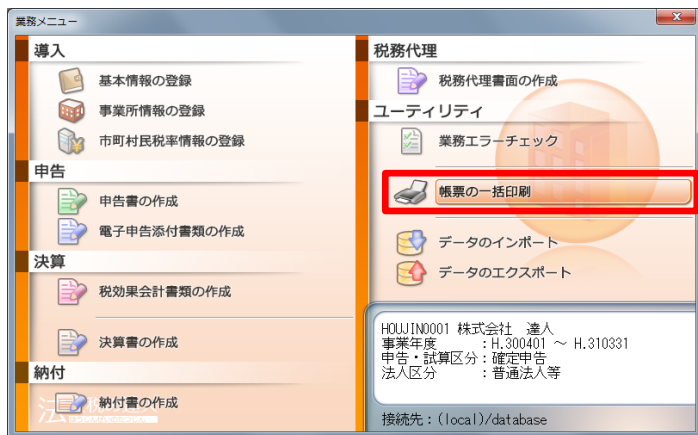 業務メニュー
導入
基本情報の登録
事業所情報の登録
市町村民税率情報の登録
申告
申告書の作成
電子申告添付書類の作成
決算
税効果会計書類の作成
決算書の作成
納付
納付書の作成
税務代理
税務代理書面の作成
ユーティリティ
業務エラーチェック
帳票の一括印刷
データのインポート
データのエクスポート
HOUJIN0001 株式会社 達人
事業年度 :H.300401 ~ H.310331
申告・試算区分:確定申告
法人区分 :普通法人等
接続先:(local)/database